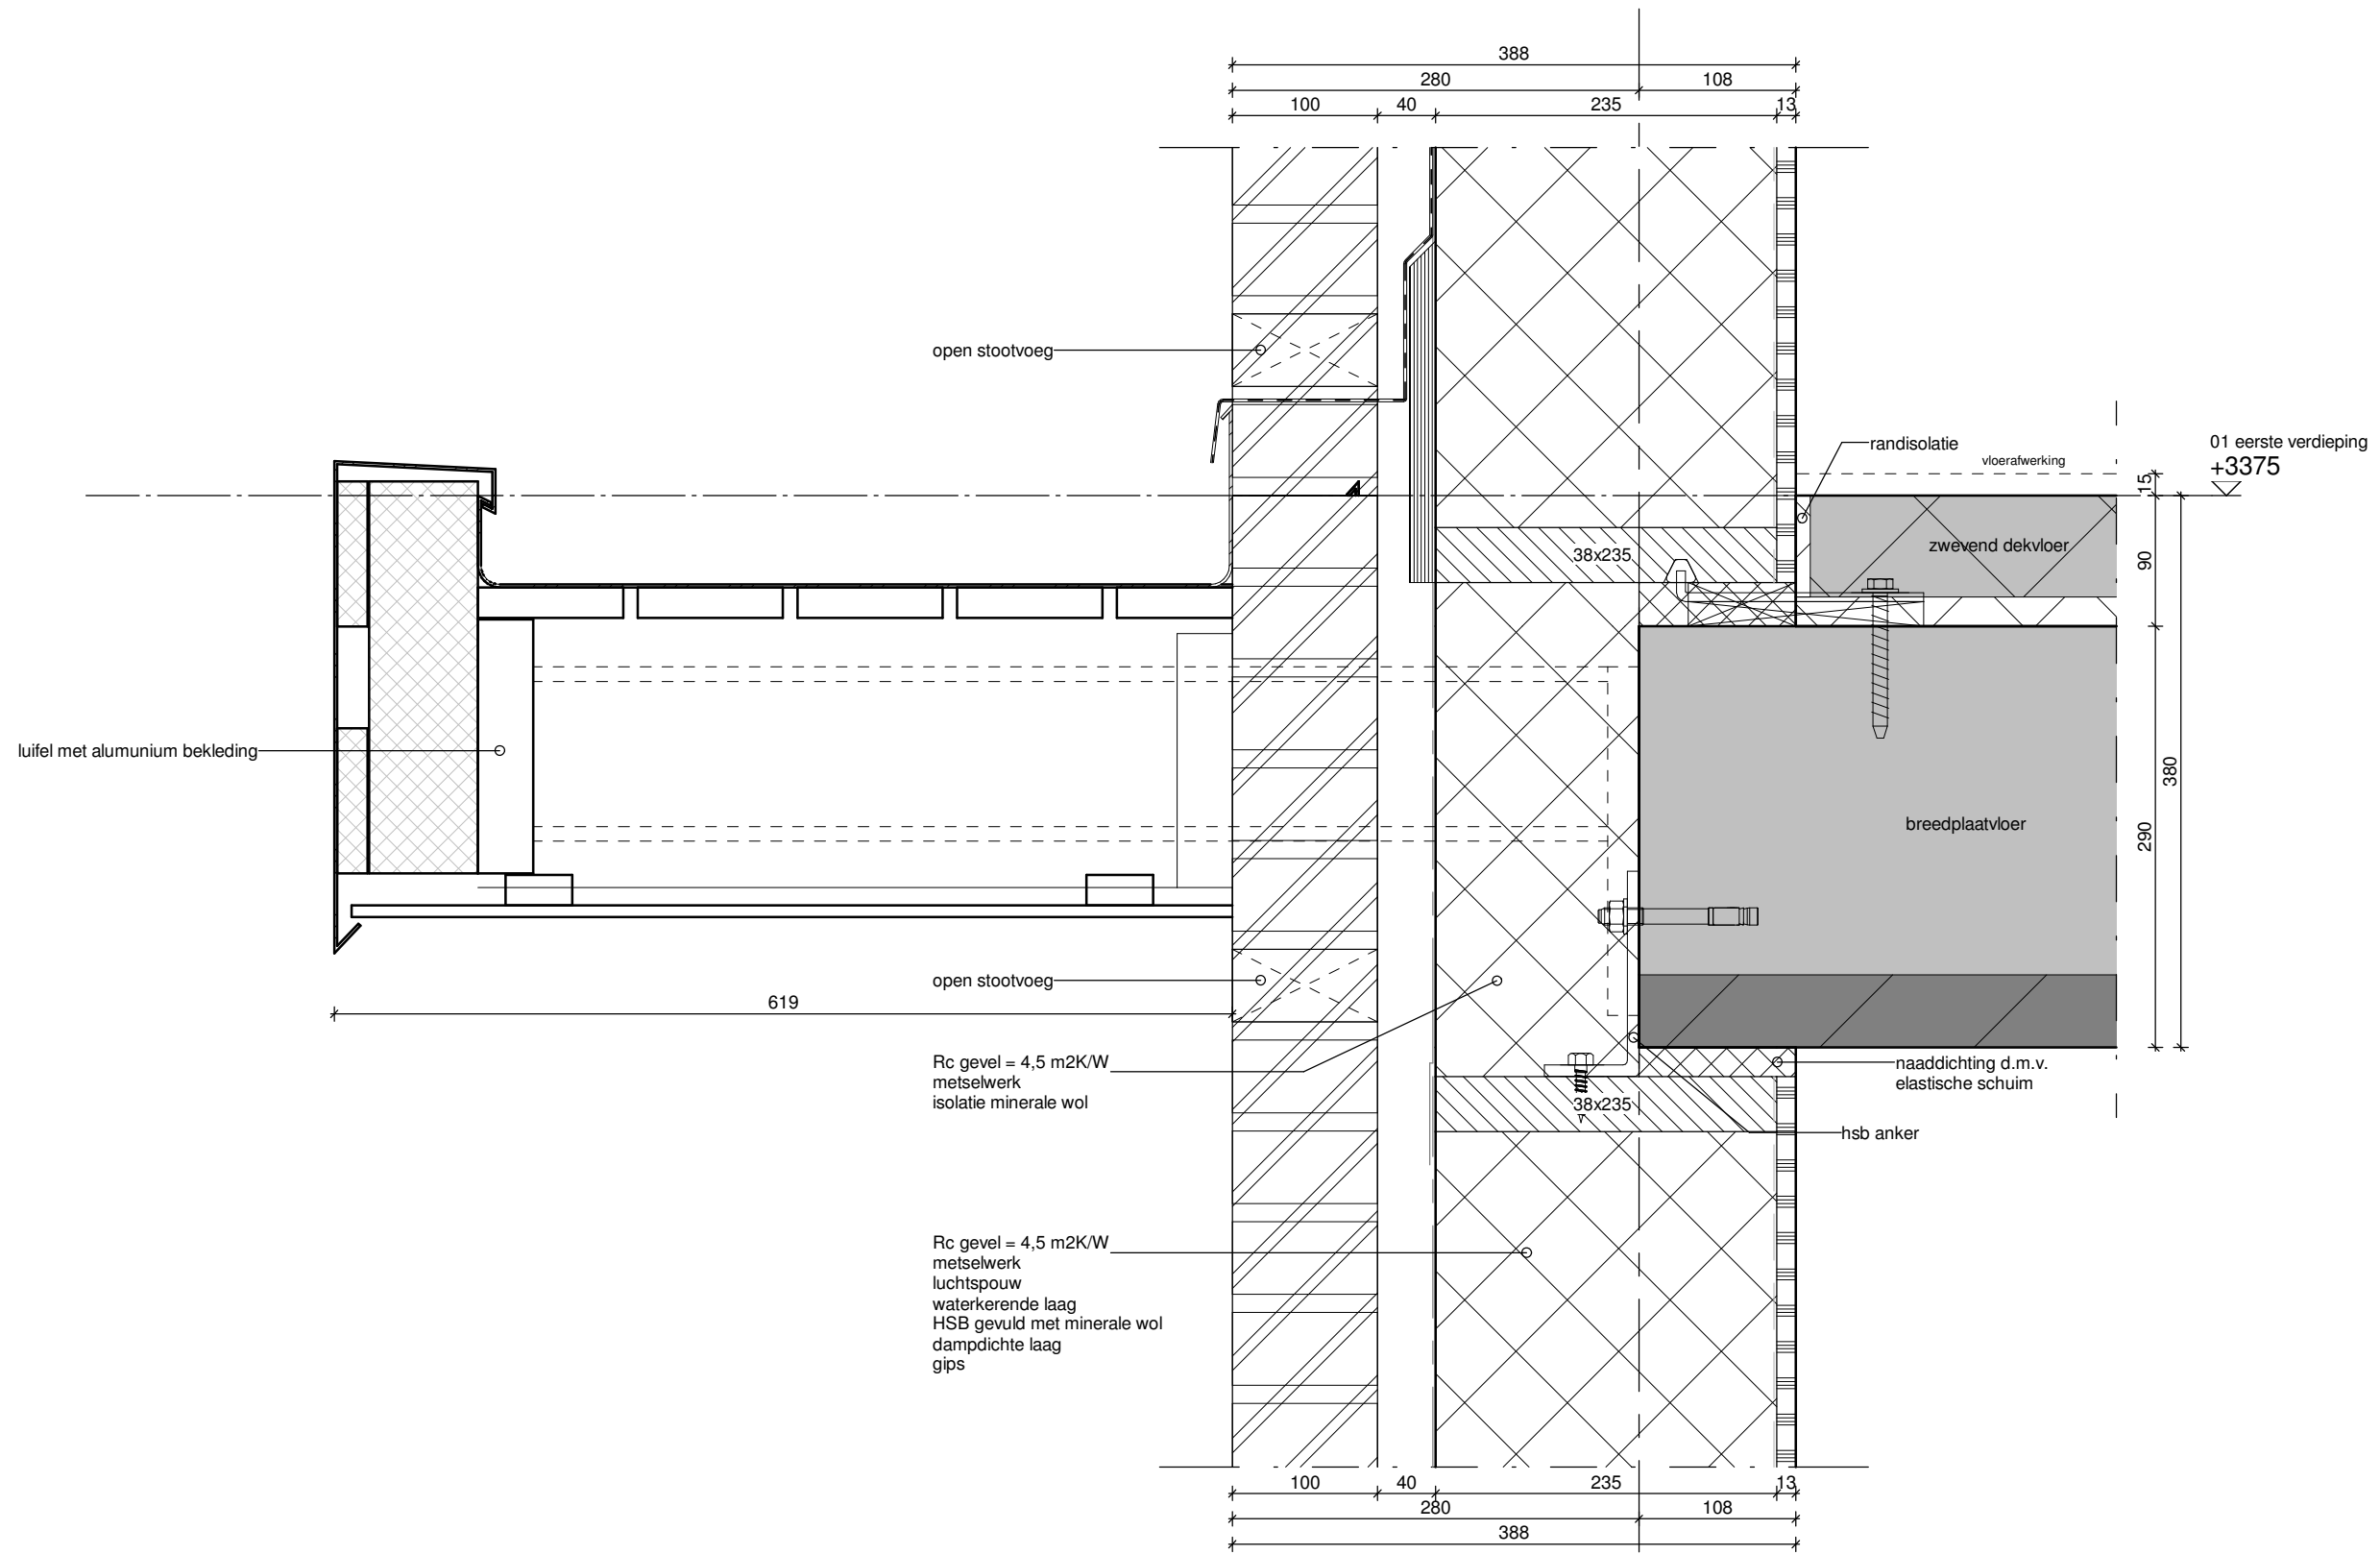 388
280
108
100
40
235
13
open stootvoeg
randisolatie
vloerafwerking
01 eerste verdieping
+3375
15
38x235
zwevend dekvloer
90
luifel met alumunium bekleding
380
breedplaatvloer
290
open stootvoeg
619
Rc gevel = 4,5 m2K/W
metselwerk
isolatie minerale wol
naaddichting d.m.v.
elastische schuim
38x235
hsb anker
Rc gevel = 4,5 m2K/W
metselwerk
luchtspouw
waterkerende laag
HSB gevuld met minerale wol
dampdichte laag
gips
100
40
235
13
280
108
388